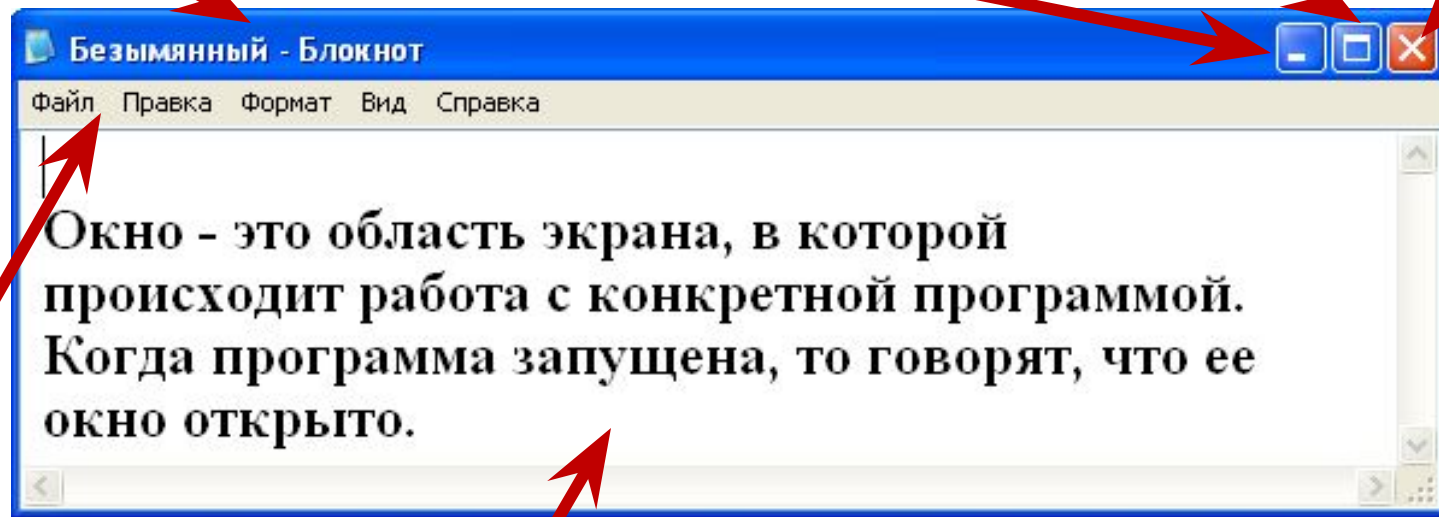 Безымянный - Блокнот
Файл Правка Формат Вид Справка
Окно - это область экрана, в которой
происходит работа с конкретной программой.
Когда программа запущена, то говорят, что ее
окно открыто.